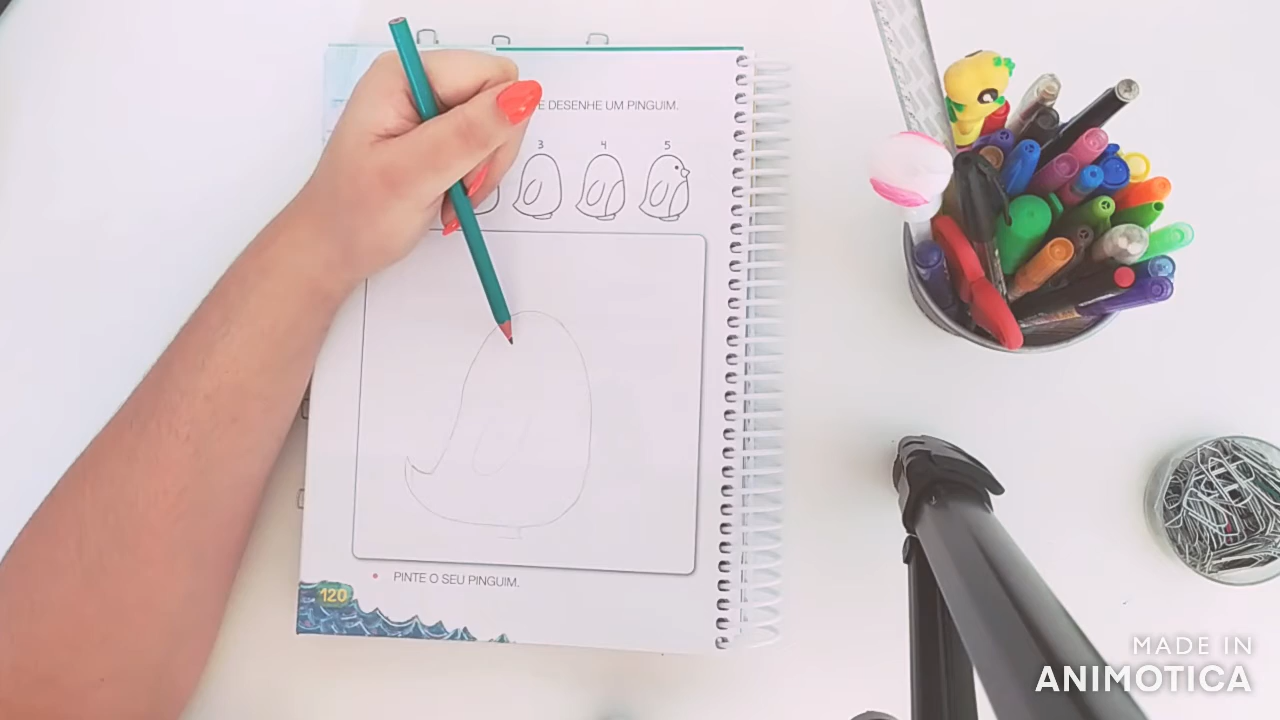 E DESENHE UM PINGUIM.
3 4 5
PINTE O SEU PINGUIM.
120
MADE IN
ANIMOTICA